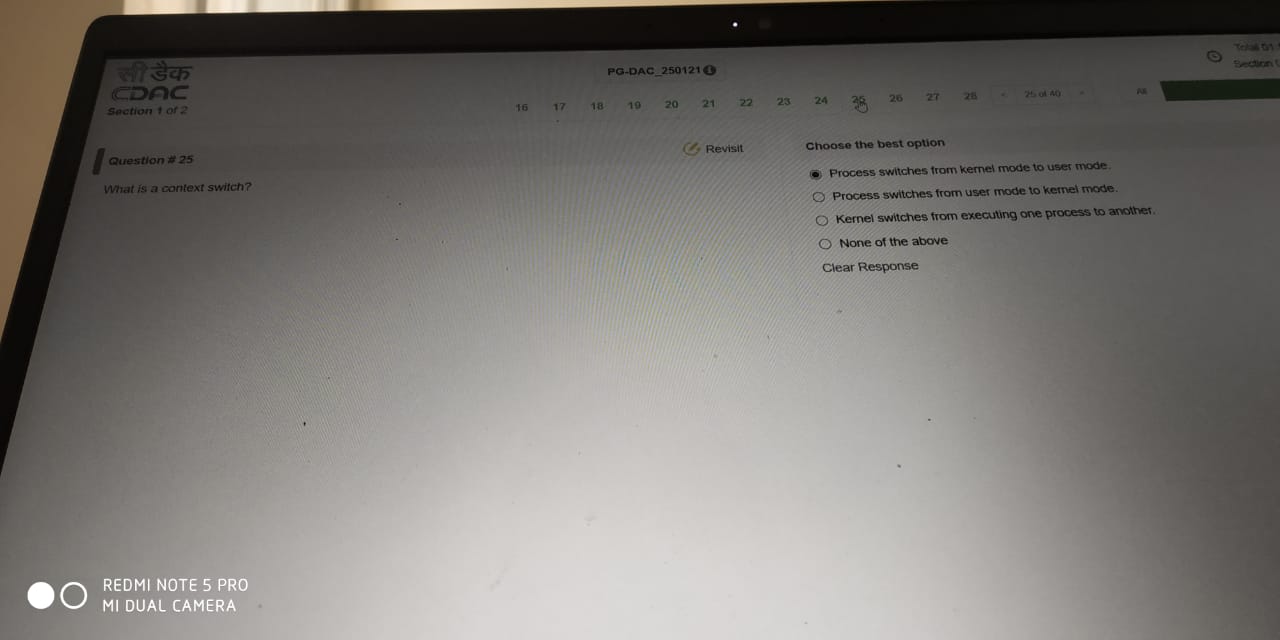 सी डैक
CDAC
Section 1 of 2
PG-DAC_250121
Total 01:
Section
16 17 18 19 20 21 22 23 24 25 26 27 28 < 25 of 40 > All
Question # 25
Revisit
What is a context switch?
Choose the best option
Process switches from kernel mode to user mode.
Process switches from user mode to kernel mode.
Kernel switches from executing one process to another.
None of the above
Clear Response
REDMI NOTE 5 PRO
MI DUAL CAMERA